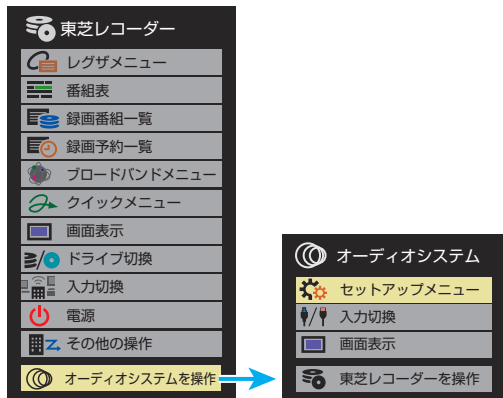 東芝レコーダー
レグザメニュー
番組表
録画番組一覧
録画予約一覧
ブロードバンドメニュー
クイックメニュー
画面表示
ドライブ切換
入力切換
電源
その他の操作
オーディオシステムを操作
オーディオシステム
セットアップメニュー
入力切換
画面表示
東芝レコーダーを操作